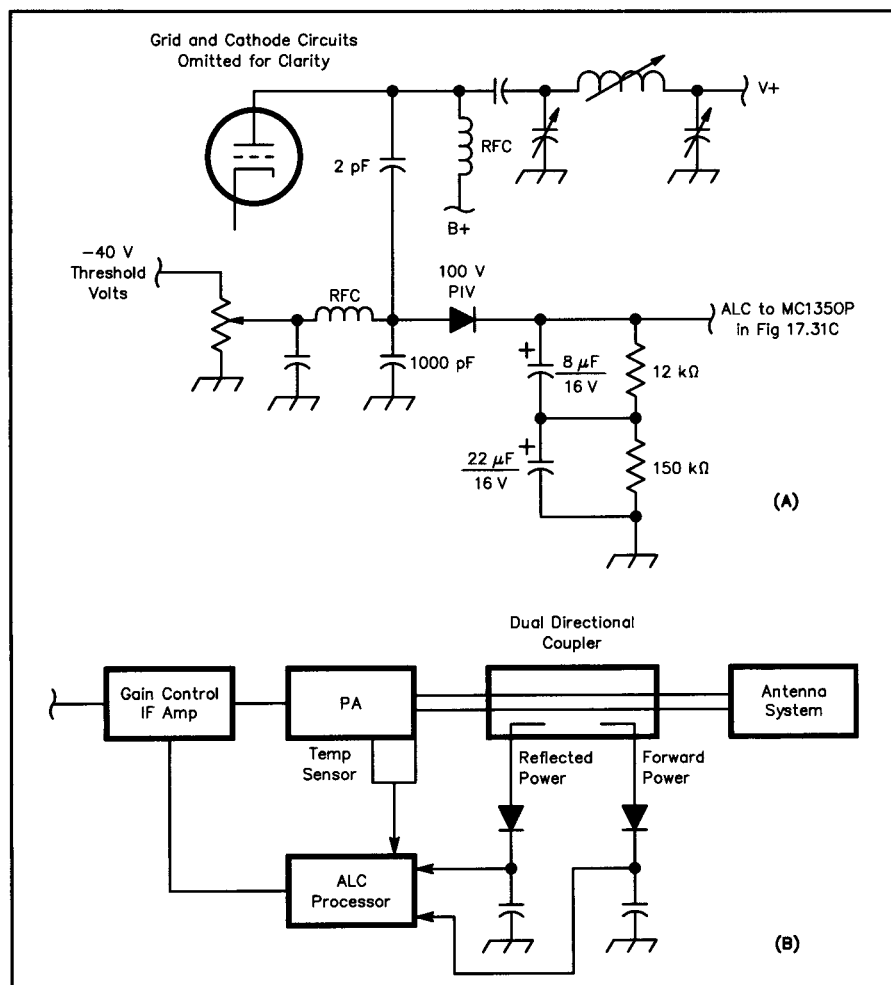 Grid and Cathode Circuits
Omitted for Clarity
V+
RFC
2 pF
B+
-40 V
Threshold
Volts
RFC
100 V
PIV
ALC to MC1350P
in Fig 17.31C
1000 pF
+
8 µF
16 V
12 kΩ
+
22 µF
16 V
150 kΩ
(A)
Dual Directional
Coupler
Gain Control
IF Amp
PA
Antenna
System
Temp
Sensor
Reflected
Power
Forward
Power
ALC
Processor
(B)